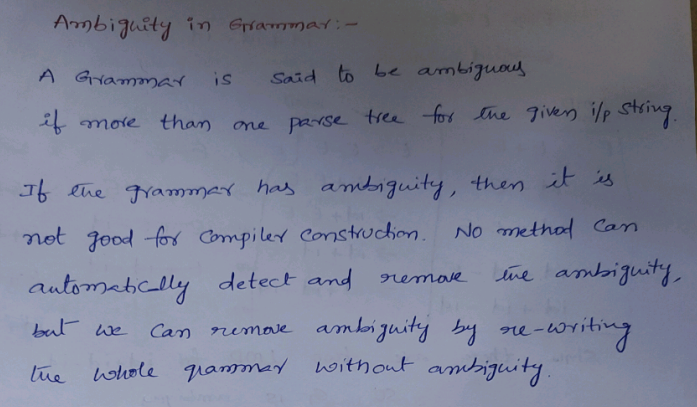 Ambiguity in Grammar:-
A Grammar is said to be ambiguous
if more than one parse tree for the given i/p string.
If the grammar has ambiguity, then it is
not good for compiler construction. No method can
automatically detect and remove the ambiguity,
but we can remove ambiguity by re-writing
the whole grammar without ambiguity.